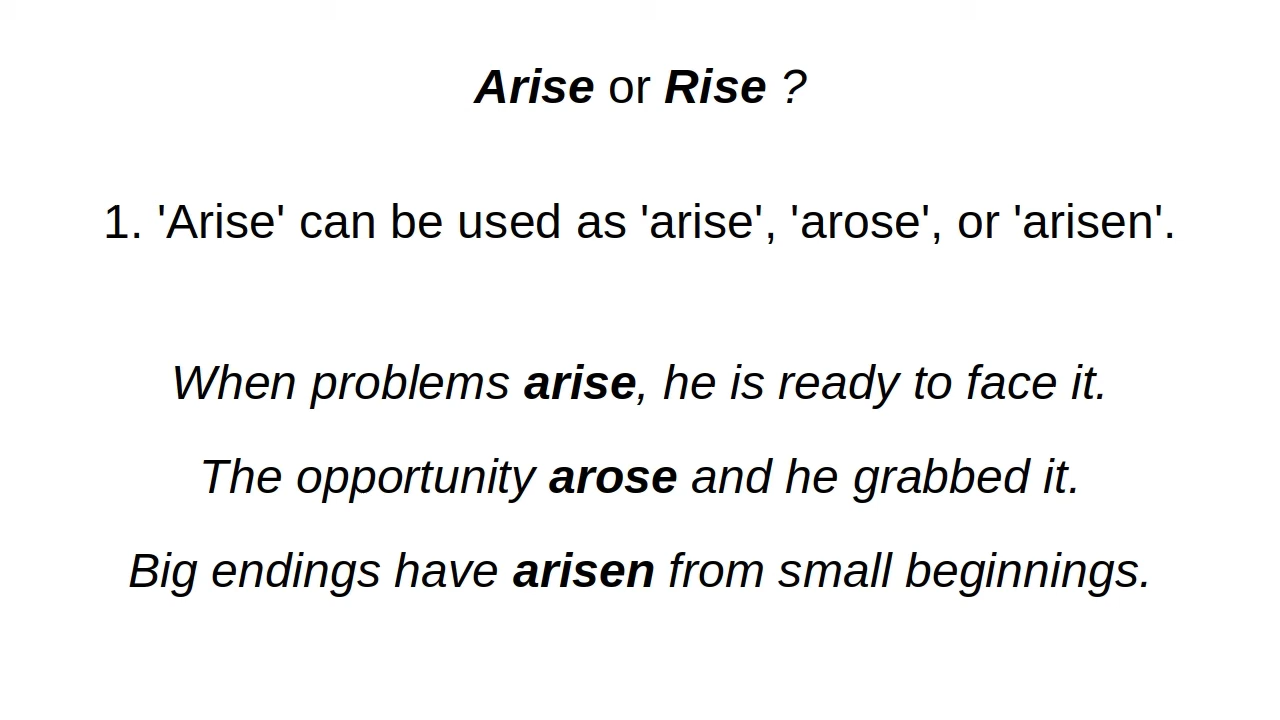 Arise or Rise ?
1. 'Arise' can be used as 'arise', 'arose', or 'arisen'.
When problems arise, he is ready to face it.
The opportunity arose and he grabbed it.
Big endings have arisen from small beginnings.